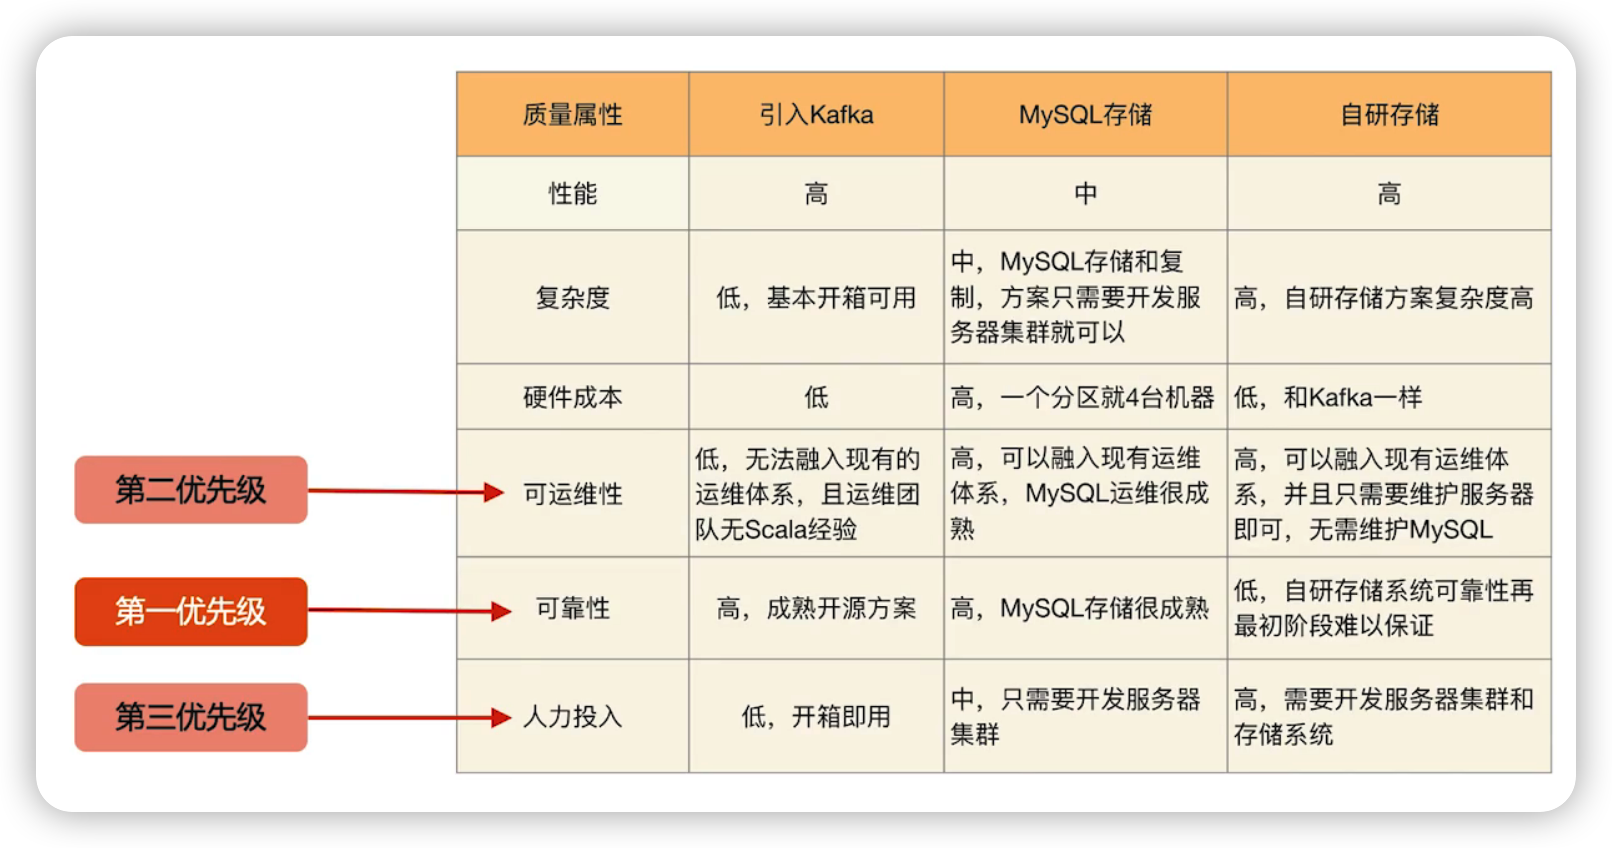 质量属性
引入Kafka
MySQL存储
自研存储
性能
高
中
高
复杂度
低，基本开箱可用
中，MySQL存储和复
制，方案只需要开发服
务器集群就可以
高，自研存储方案复杂度高
硬件成本
低
高，一个分区就4台机器
低，和Kafka一样
第二优先级
可运维性
低，无法融入现有的
运维体系，且运维团
队无Scala经验
高，可以融入现有运维
体系，MySQL运维很成
熟
高，可以融入现有运维体
系，并且只需要维护服务器
即可，无需维护MySQL
第一优先级
可靠性
高，成熟开源方案
高，MySQL存储很成熟
低，自研存储系统可靠性再
最初阶段难以保证
第三优先级
人力投入
低，开箱即用
中，只需要开发服务器
集群
高，需要开发服务器集群和
存储系统